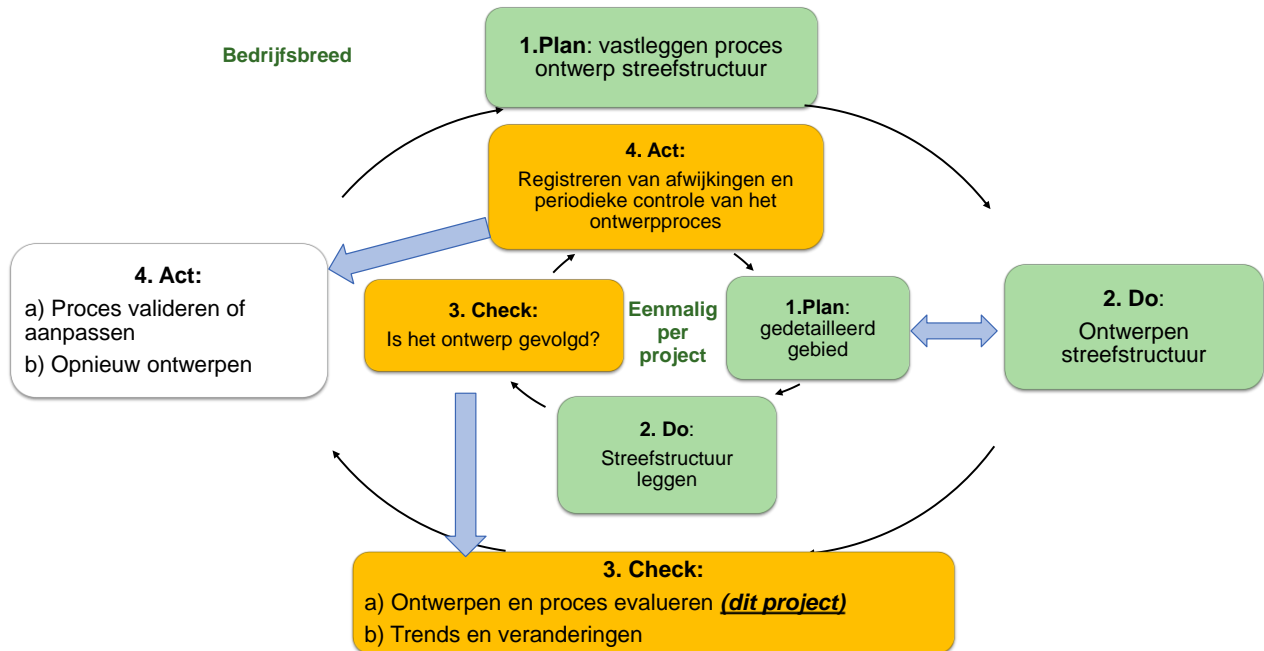 Bedrijfsbreed
1.Plan: vastleggen proces
ontwerp streefstructuur
4. Act:
Registreren van afwijkingen en
periodieke controle van het
ontwerpproces
4. Act:
a) Proces valideren of
aanpassen
b) Opnieuw ontwerpen
3. Check:
Is het ontwerp gevolgd?
Eenmalig
per
project
1.Plan:
gedetailleerd
gebied
2. Do:
Ontwerpen
streefstructuur
2. Do:
Streefstructuur
leggen
3. Check:
a) Ontwerpen en proces evalueren (dit project)
b) Trends en veranderingen